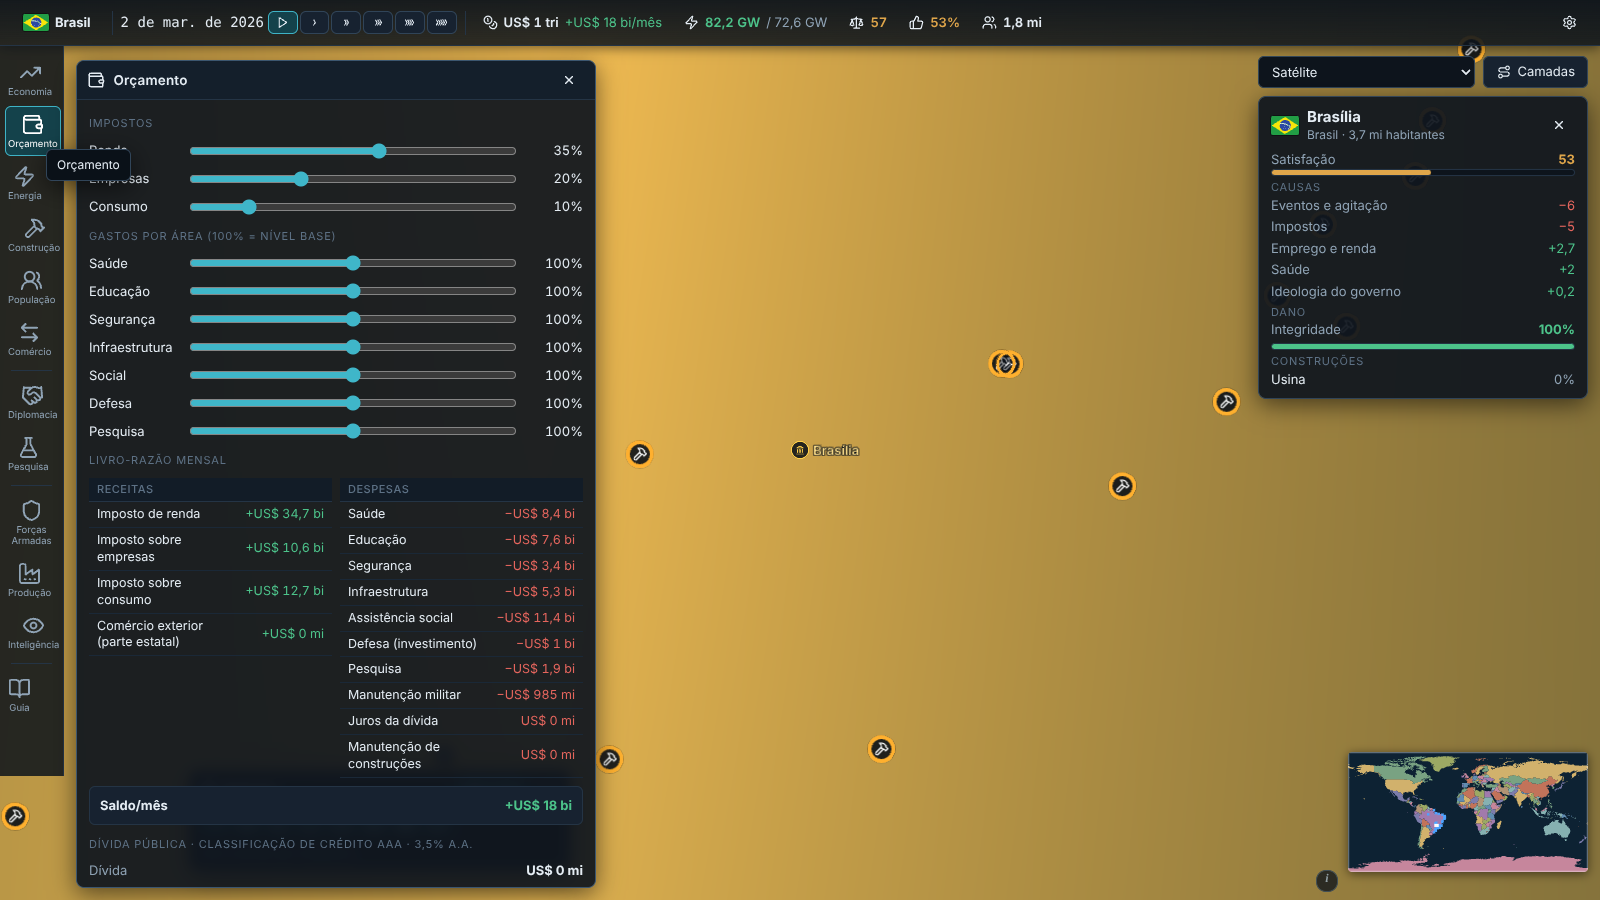 Brasil
2 de mar. de 2026
US$ 1 tri +US$ 18 bi/mês
82,2 GW / 72,6 GW
57
53%
1,8 mi
Economia
Orçamento
Energia
Construção
População
Comércio
Diplomacia
Pesquisa
Forças
Armadas
Produção
Inteligência
Guia
Orçamento
Orçamento
IMPOSTOS
35%
Empresas 20%
Consumo 10%
GASTOS POR ÁREA (100% = NÍVEL BASE)
Saúde 100%
Educação 100%
Segurança 100%
Infraestrutura 100%
Social 100%
Defesa 100%
Pesquisa 100%
LIVRO-RAZÃO MENSAL
RECEITAS
Imposto de renda +US$ 34,7 bi
Imposto sobre
empresas +US$ 10,6 bi
Imposto sobre
consumo +US$ 12,7 bi
Comércio exterior
(parte estatal) +US$ 0 mi
DESPESAS
Saúde −US$ 8,4 bi
Educação −US$ 7,6 bi
Segurança −US$ 3,4 bi
Infraestrutura −US$ 5,3 bi
Assistência social −US$ 11,4 bi
Defesa (investimento) −US$ 1 bi
Pesquisa −US$ 1,9 bi
Manutenção militar −US$ 985 mi
Juros da dívida US$ 0 mi
Manutenção de
construções US$ 0 mi
Saldo/mês +US$ 18 bi
DÍVIDA PÚBLICA · CLASSIFICAÇÃO DE CRÉDITO AAA · 3,5% A.A.
Dívida US$ 0 mi
Brasília
Satélite
Camadas
Brasília
Brasil · 3,7 mi habitantes
Satisfação 53
CAUSAS
Eventos e agitação −6
Impostos −5
Emprego e renda +2,7
Saúde +2
Ideologia do governo +0,2
DANO
Integridade 100%
CONSTRUÇÕES
Usina 0%
i